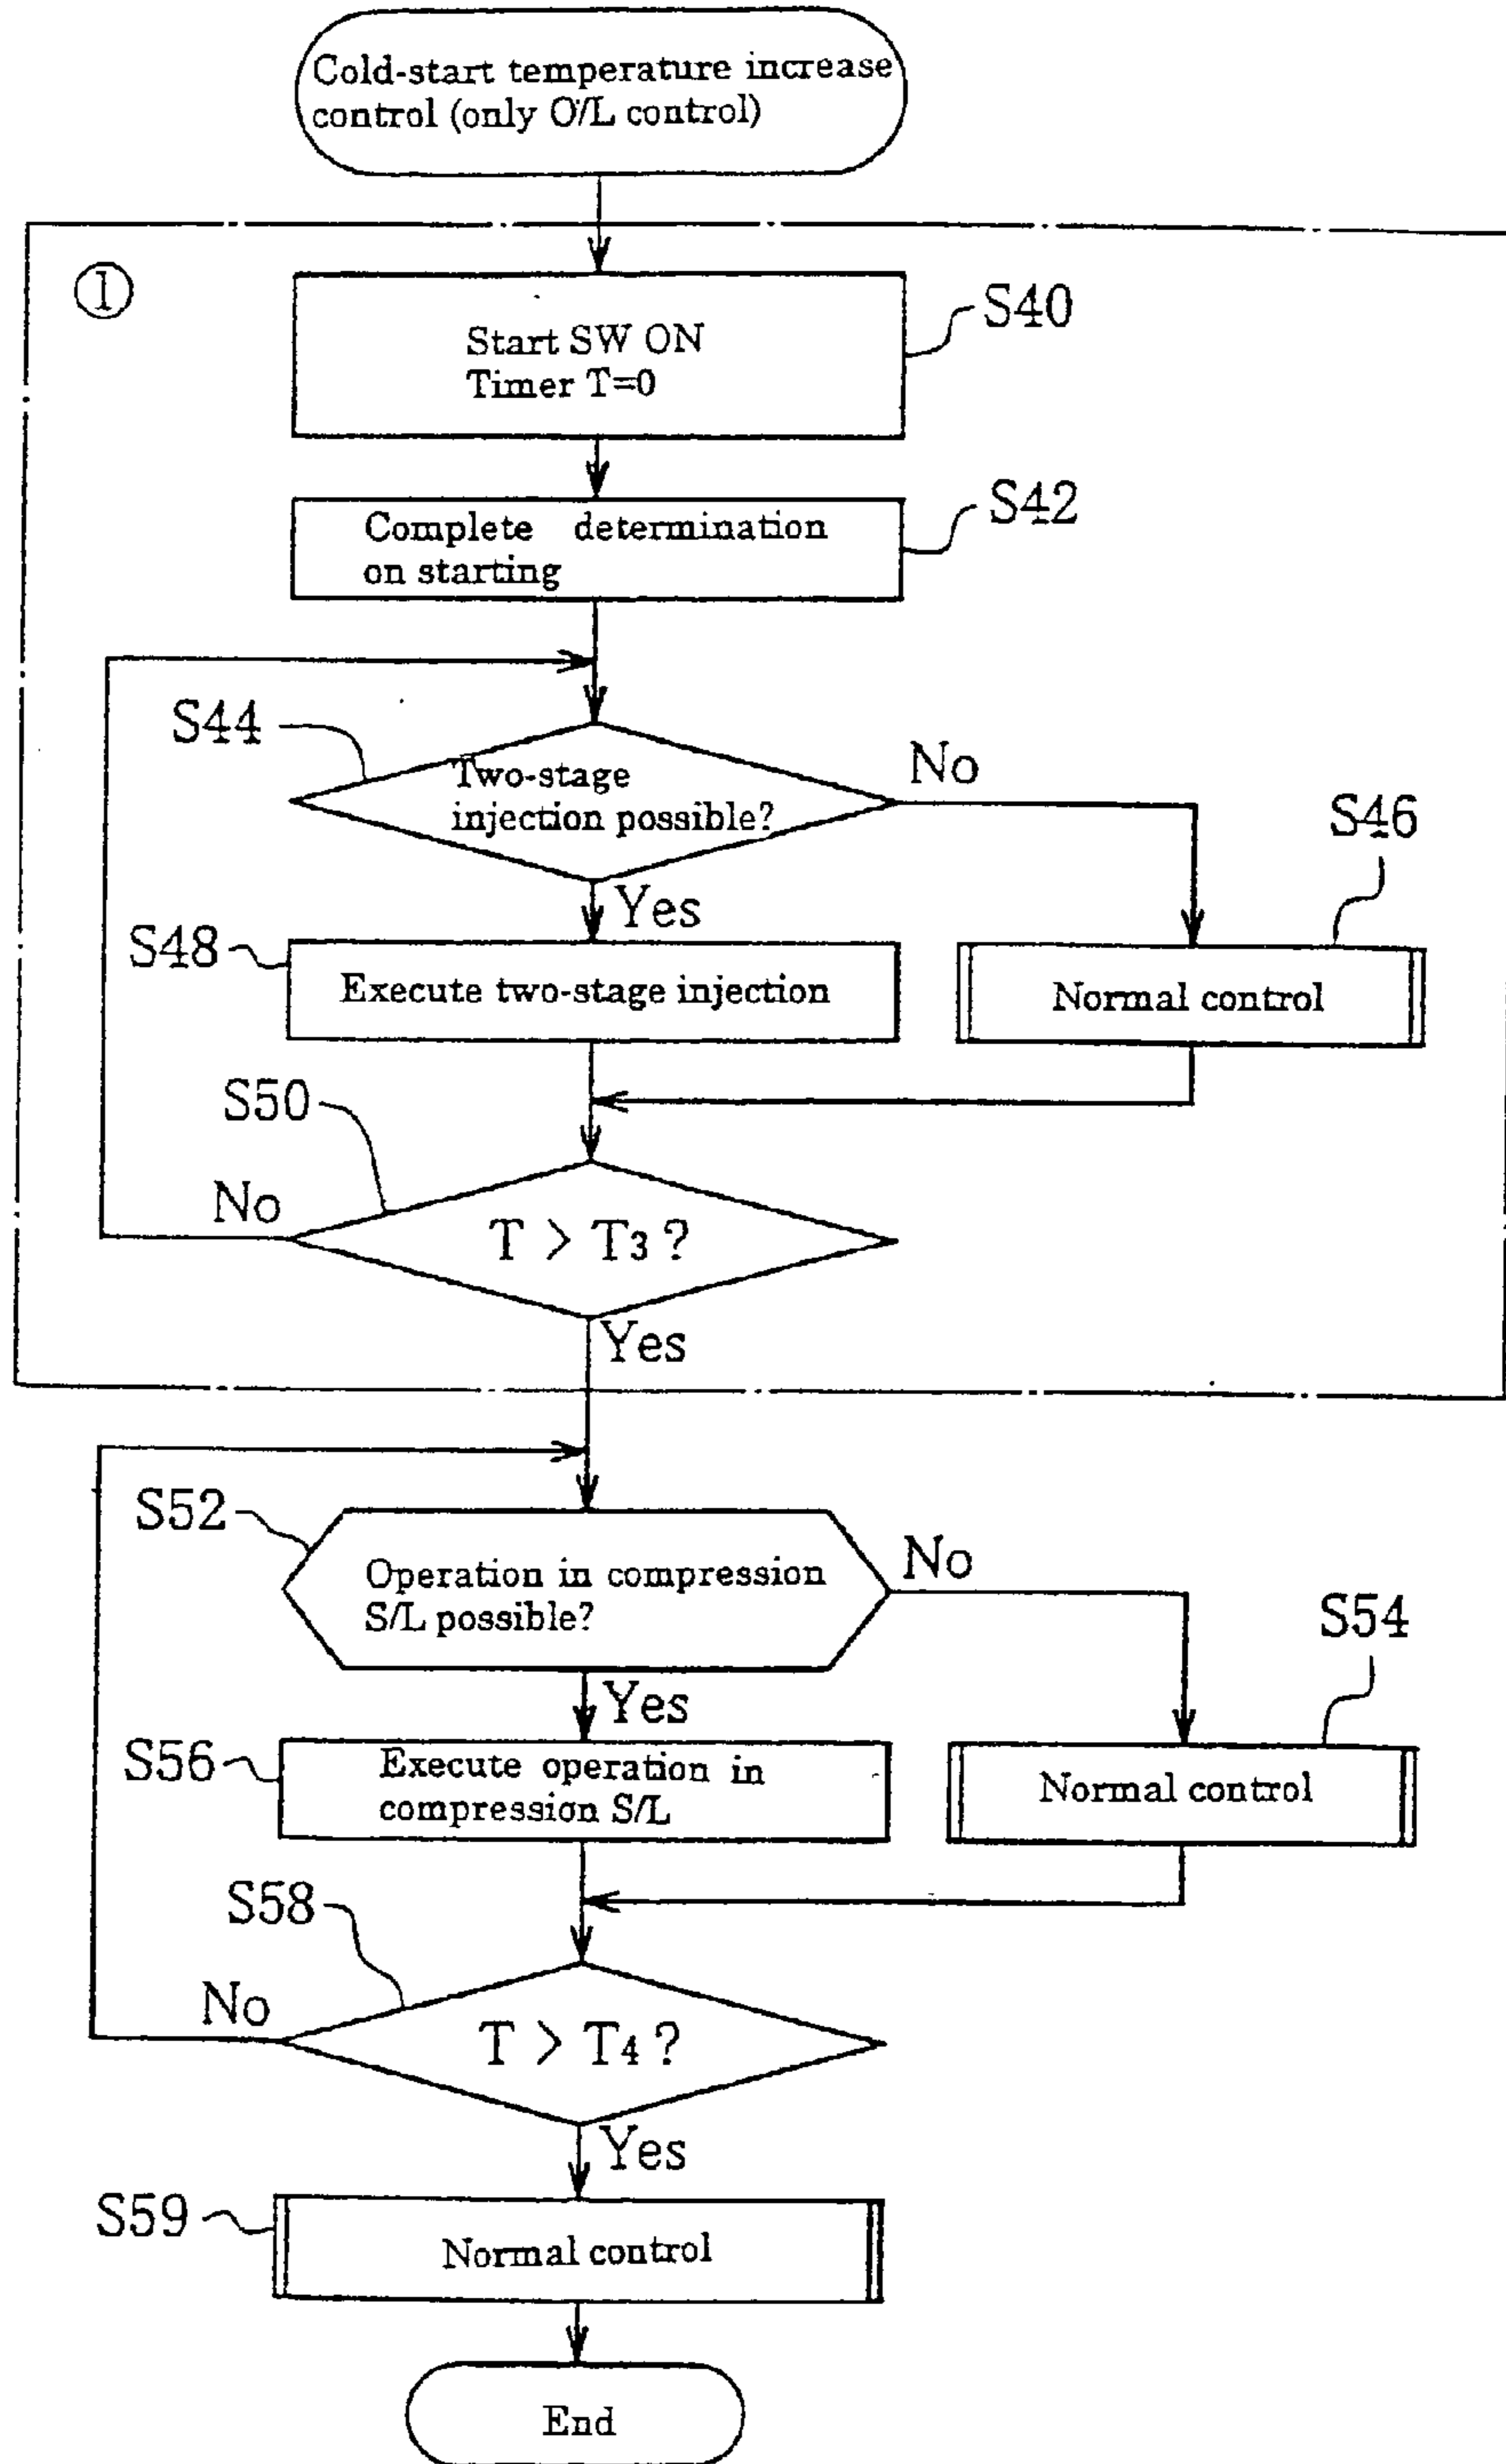 Cold-start temperature increase
control (only O/L control)
①
Start SW ON
Timer T=0
S40
Complete determination
on starting
S42
S44
Two-stage
injection possible?
No
S46
Yes
S48
Execute two-stage injection
Normal control
S50
No
T > T3 ?
Yes
S52
Operation in compression
S/L possible?
No
S54
Yes
S56
Execute operation in
compression S/L
Normal control
S58
No
T > T4 ?
Yes
S59
Normal control
End